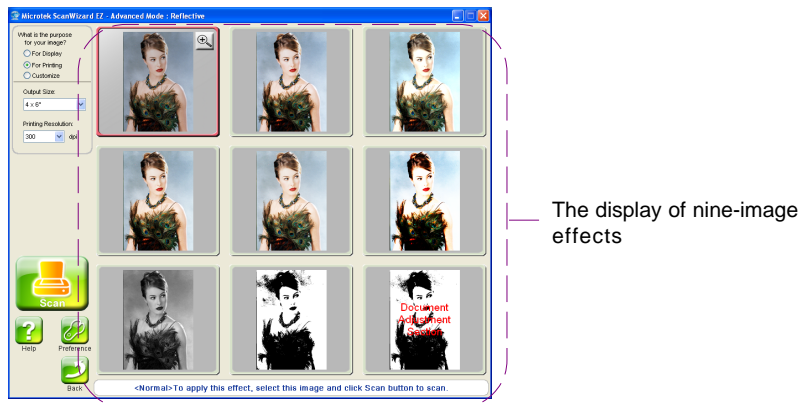 Microtek ScanWizard EZ - Advanced Mode : Reflective
What is the purpose
for your image?
For Display
For Printing
Customize
Output Size:
4 x 6"
Printing Resolution:
300 dpi
Scan
Help Preference
Back
Document
Adjustment
Section
<Normal>To apply this effect, select this image and click Scan button to scan.
The display of nine-image
effects